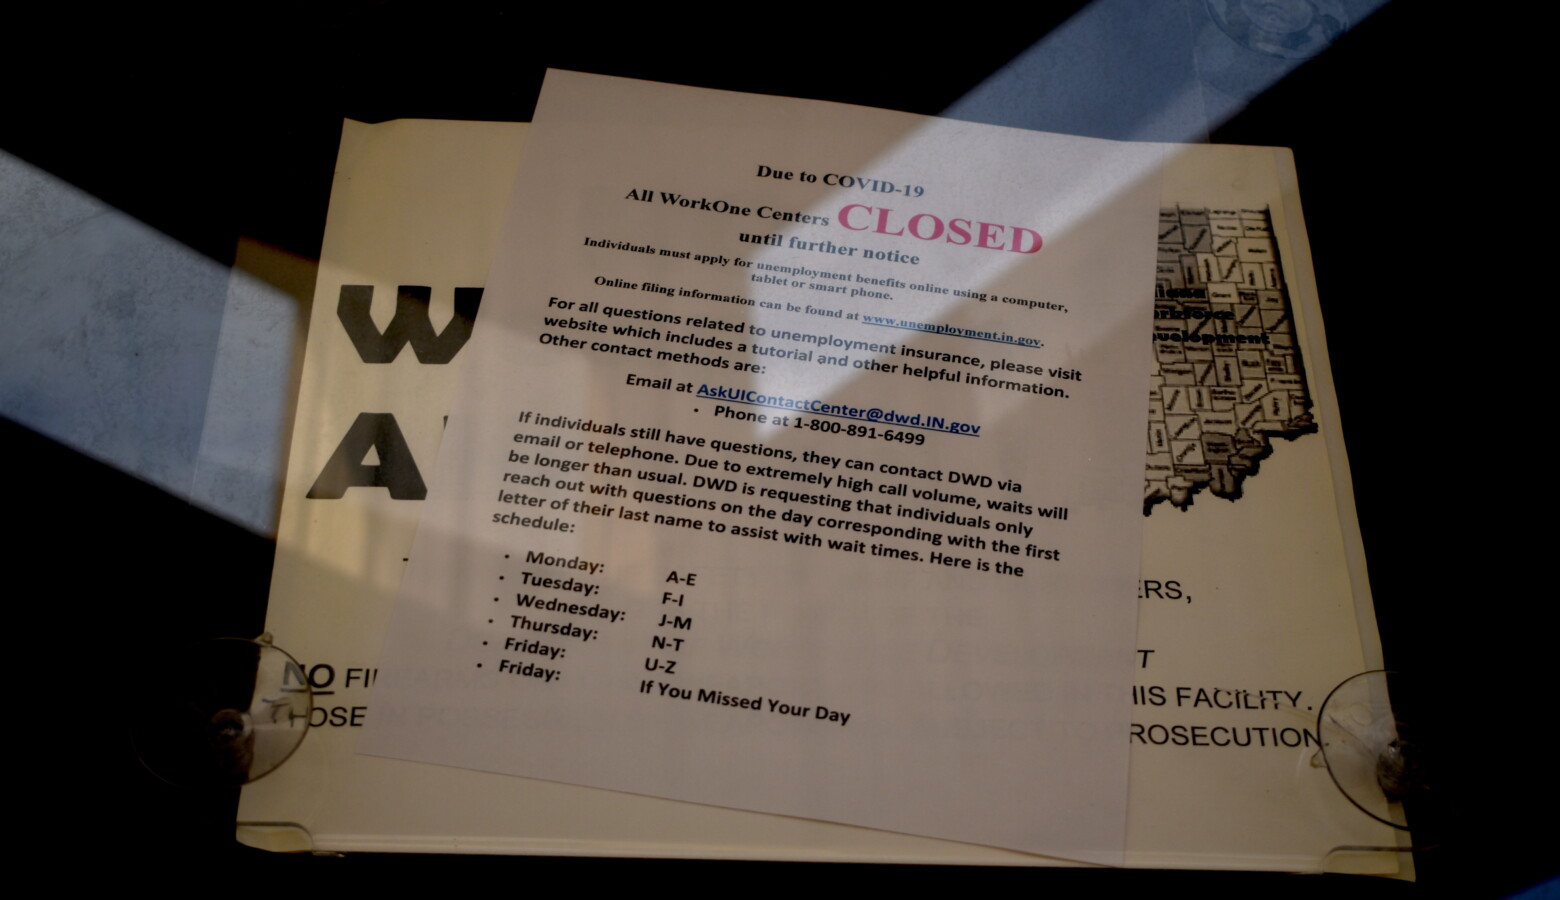 Due to COVID-19
All WorkOne Centers CLOSED
until further notice
Individuals must apply for unemployment benefits online using a computer,
tablet or smart phone.
Online filing information can be found at www.unemployment.in.gov.
For all questions related to unemployment insurance, please visit
website which includes a tutorial and other helpful information.
Other contact methods are:
Email at AskUIContactCenter@dwd.IN.gov
• Phone at 1-800-891-6499
If individuals still have questions, they can contact DWD via
email or telephone. Due to extremely high call volume, waits will
be longer than usual. DWD is requesting that individuals only
reach out with questions on the day corresponding with the first
letter of their last name to assist with wait times. Here is the
schedule:
• Monday: A-E
• Tuesday: F-I
• Wednesday: J-M
• Thursday: N-T
• Friday: U-Z
• Friday: If You Missed Your Day
W
A
ERS,
T
NO FI
HIS FACILITY.
HOSE
ROSECUTION